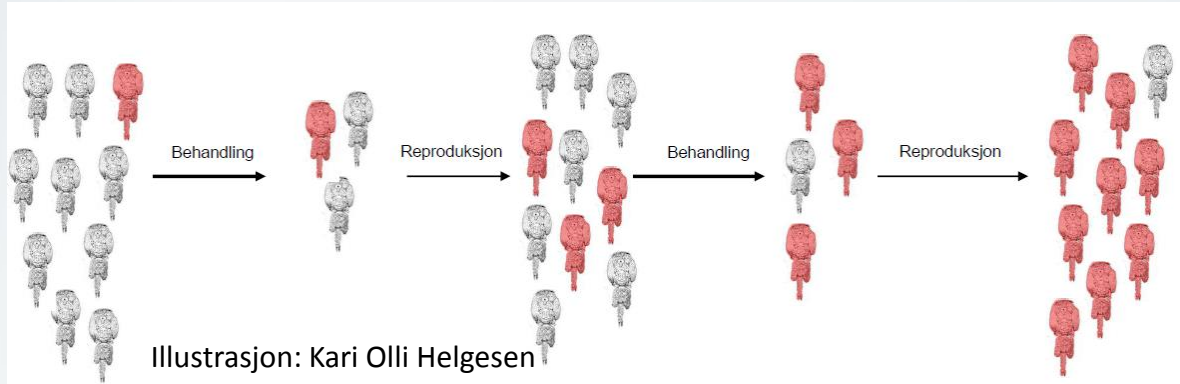 Behandling
Reproduksjon
Behandling
Reproduksjon
Illustrasjon: Kari Olli Helgesen